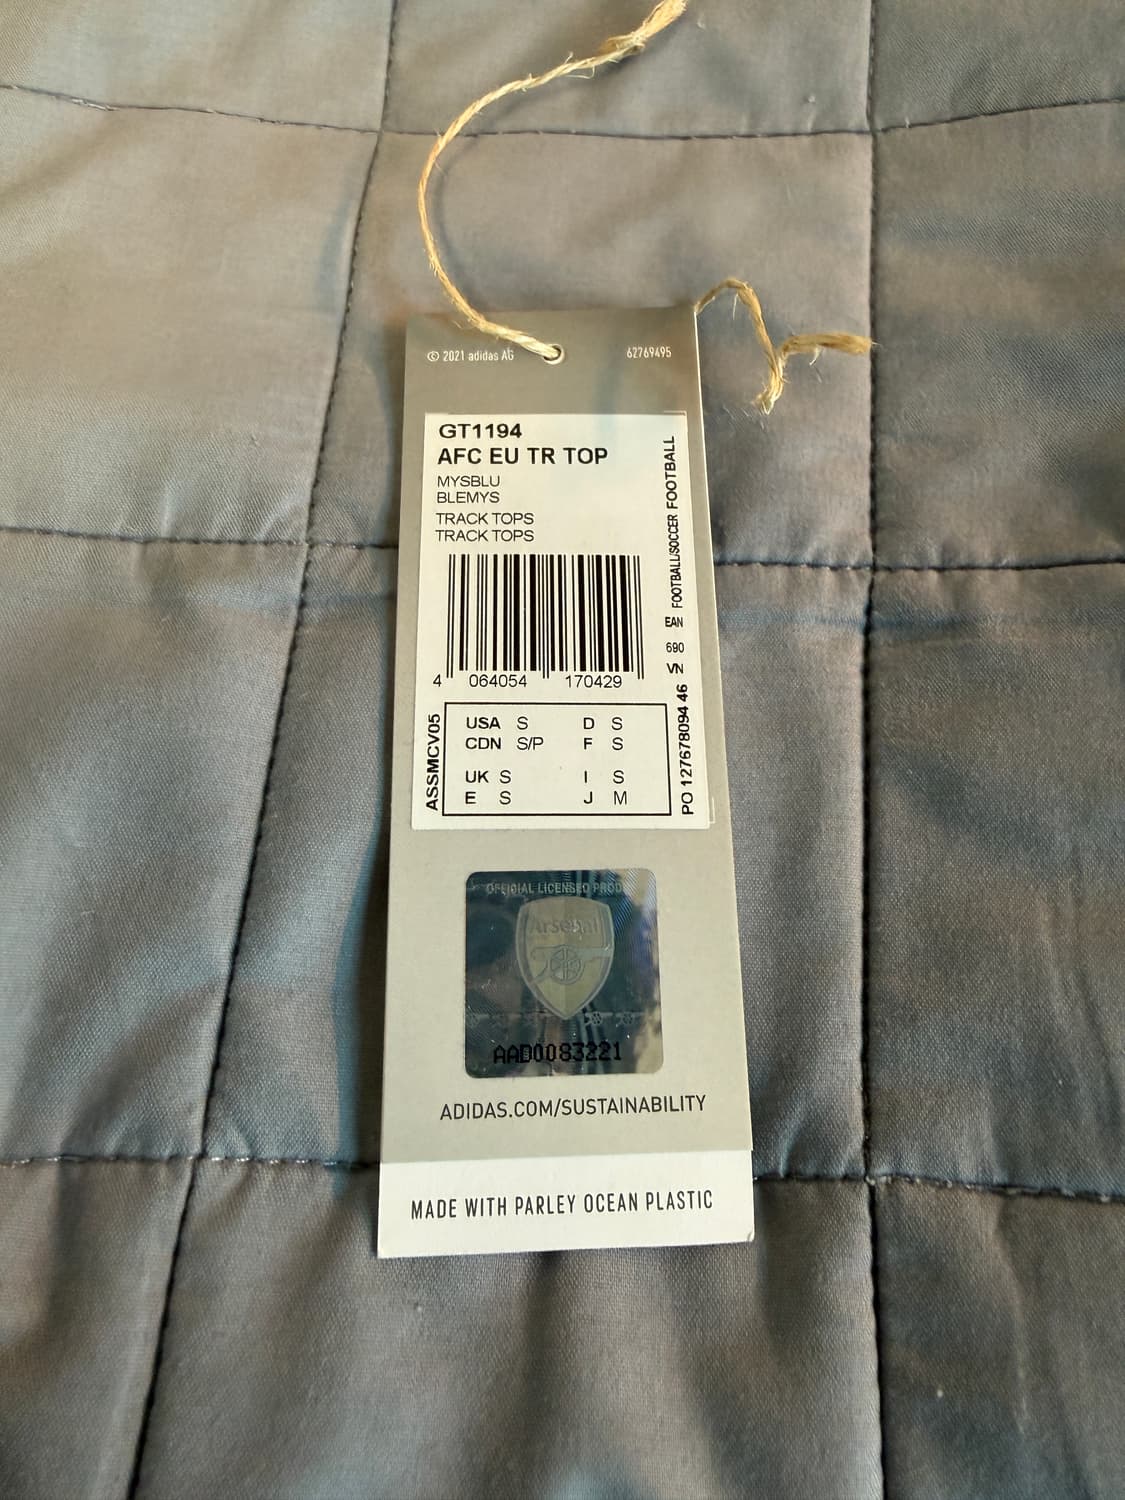 © 2021 adidas AG
62769495
GT1194
AFC EU TR TOP
MYSBLU
BLEMYS
TRACK TOPS
TRACK TOPS
4 064054 170429
FOOTBALL/SOCCER FOOTBALL
EAN
690
VN
PO 127678094 46
ASSMCV05
USA S D S
CDN S/P F S
UK S I S
E S J M
OFFICIAL LICENSED PROD
Arsenal
AAD0083221
ADIDAS.COM/SUSTAINABILITY
MADE WITH PARLEY OCEAN PLASTIC